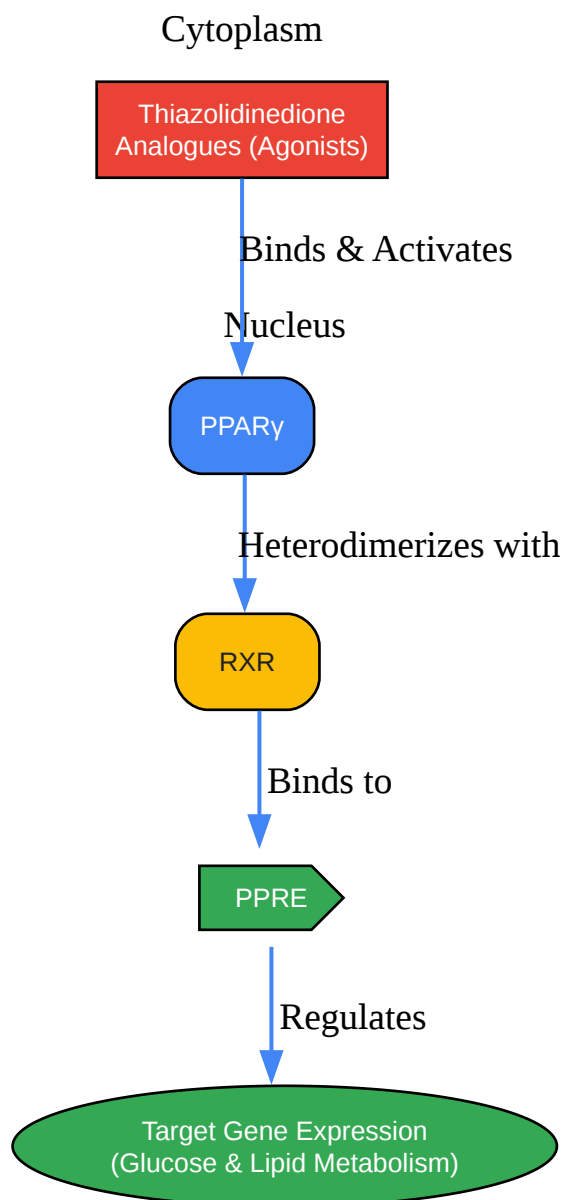 Cytoplasm
Thiazolidinedione
Analogues (Agonists)
Binds & Activates
Nucleus
PPARγ
Heterodimerizes with
RXR
Binds to
PPRE
Regulates
Target Gene Expression
(Glucose & Lipid Metabolism)